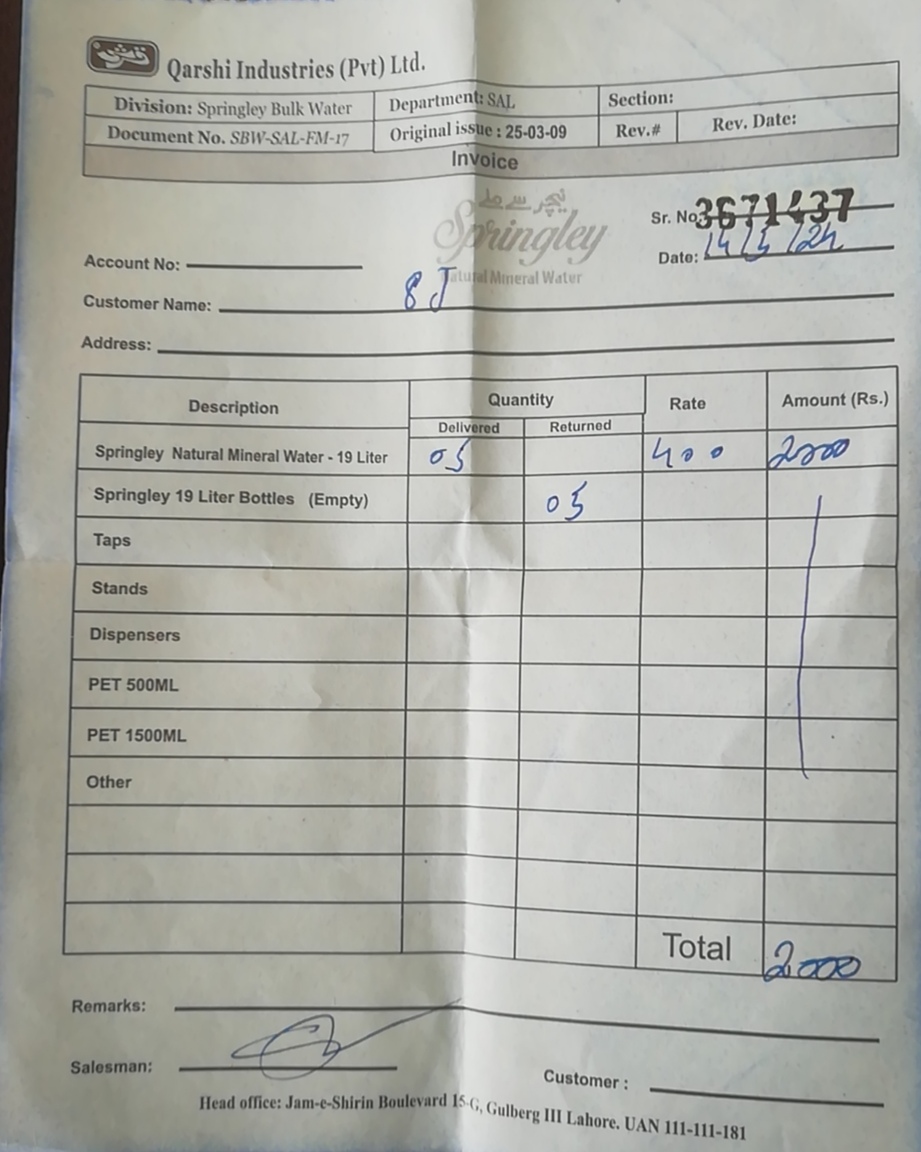 قرشی
Qarshi Industries (Pvt) Ltd.
Division: Springley Bulk Water Department: SAL Section:
Document No. SBW-SAL-FM-17 Original issue : 25-03-09 Rev.# Rev. Date:
Invoice
نیچر سے ملے
Springley
Natural Mineral Water
Sr. No. 3671437
Date: 14/5/24
Account No:
Customer Name: 8 J
Address:
Description Quantity Rate Amount (Rs.)
Delivered Returned
Springley Natural Mineral Water - 19 Liter 05 400 2000
Springley 19 Liter Bottles (Empty) 05
Taps
Stands
Dispensers
PET 500ML
PET 1500ML
Other
Total 2000
Remarks:
Salesman:
Customer :
Head office: Jam-e-Shirin Boulevard 15-G, Gulberg III Lahore. UAN 111-111-181